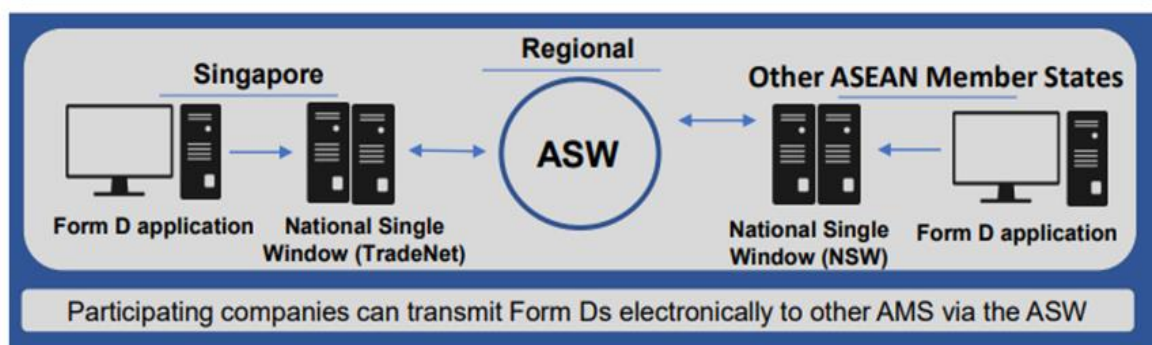 Regional
Singapore
Other ASEAN Member States
ASW
Form D application
National Single
Window (TradeNet)
National Single
Window (NSW)
Form D application
Participating companies can transmit Form Ds electronically to other AMS via the ASW